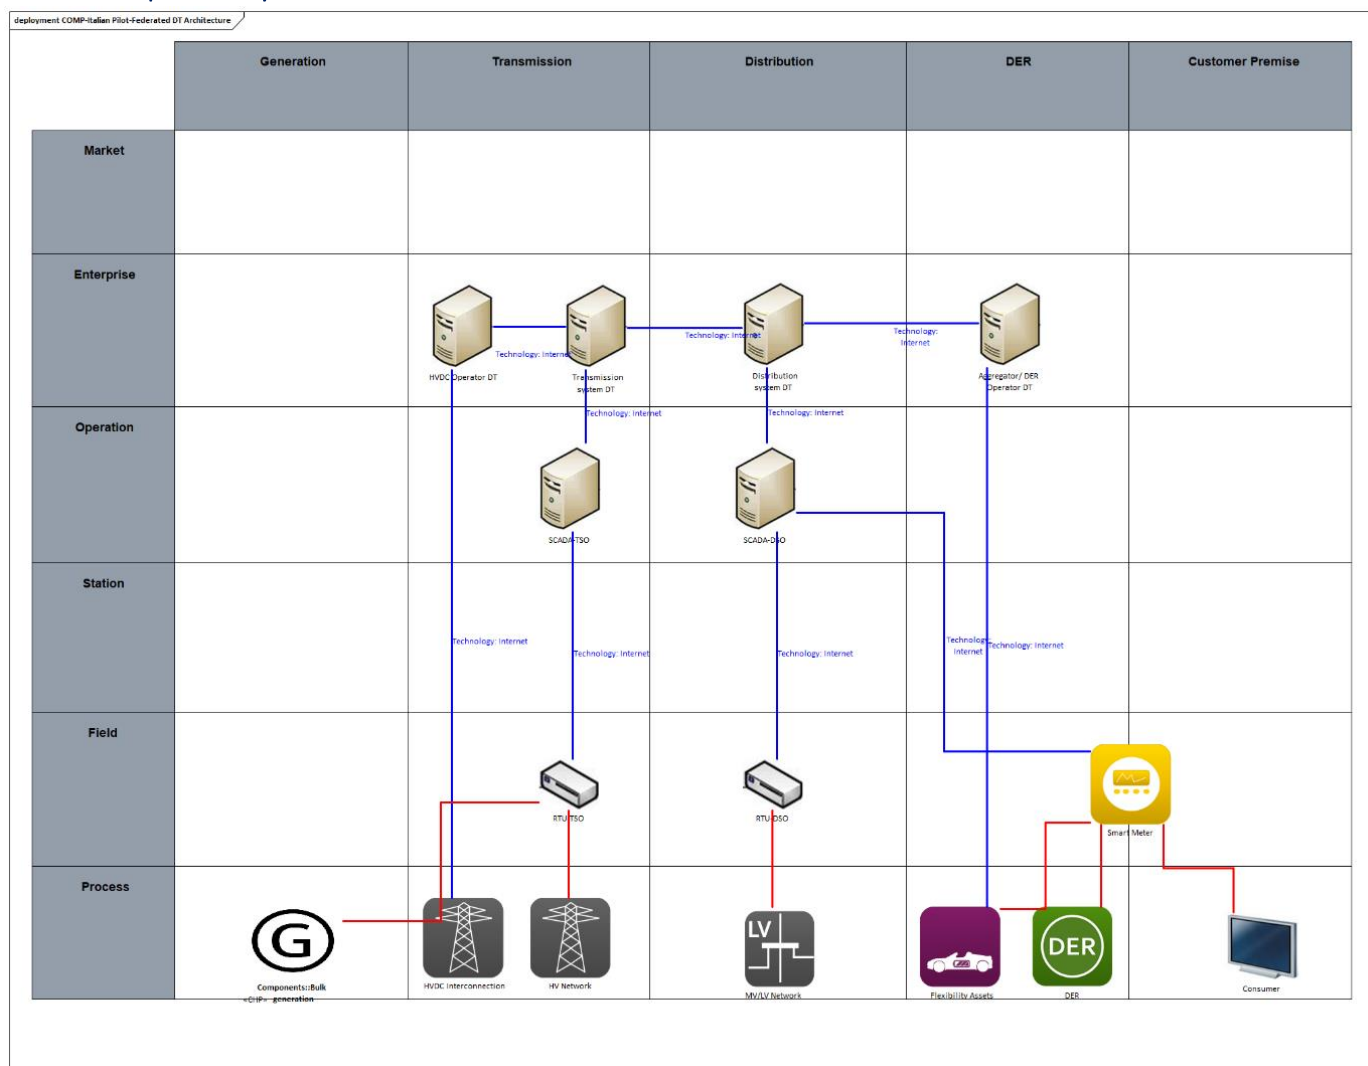 deployment COMP-Italian Pilot-Federated DT Architecture
Generation
Transmission
Distribution
DER
Customer Premise
Market
Enterprise
Technology: Internet
Technology: Internet
Technology:
Internet
HVDC Operator DT
Transmission
system DT
Distribution
system DT
Aggregator/ DER
Operator DT
Technology: Internet
Technology: Internet
Operation
SCADA-TSO
SCADA-DSO
Station
Technology: Internet
Technology: Internet
Technology: Internet
Technology:
Internet
Technology: Internet
Field
RTU-TSO
RTU-DSO
Smart Meter
Process
G
LV
DER
Components::Bulk
«CHP» generation
HVDC Interconnection
HV Network
MV/LV Network
Flexibility Assets
DER
Consumer